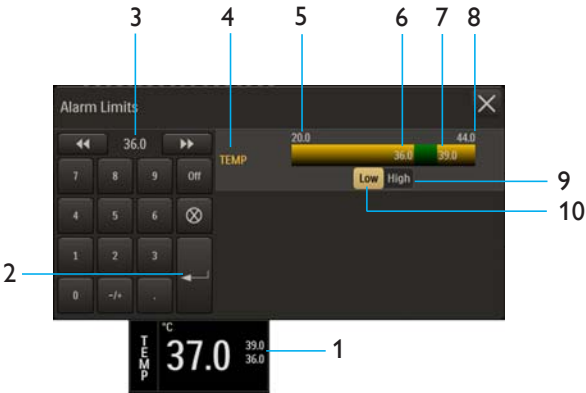 3 4 5 6 7 8
Alarm Limits
36.0
20.0 44.0
TEMP
36.0 39.0
Low High
9
10
7 8 9 Off
4 5 6
1 2 3
2
0 -/+ .
TEMP
°C
37.0
39.0
36.0
1